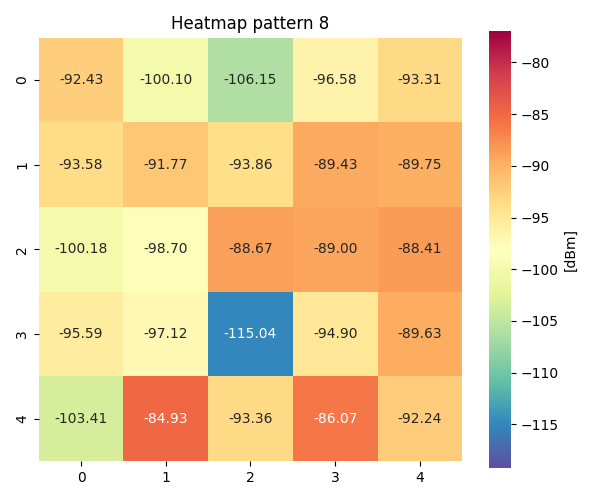 Heatmap pattern 8
0 -92.43 -100.10 -106.15 -96.58 -93.31
1 -93.58 -91.77 -93.86 -89.43 -89.75
2 -100.18 -98.70 -88.67 -89.00 -88.41
3 -95.59 -97.12 -115.04 -94.90 -89.63
4 -103.41 -84.93 -93.36 -86.07 -92.24
0 1 2 3 4
−80
−85
−90
−95
−100
−105
−110
−115
[dBm]